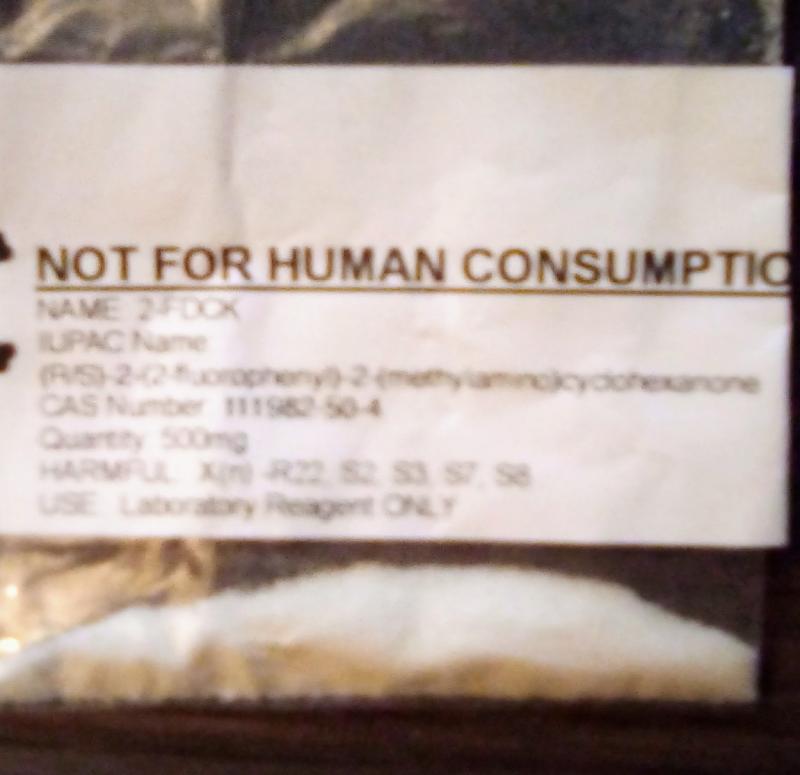 NOT FOR HUMAN CONSUMPTIO
NAME 2-FDCK
IUPAC Name
(R/S)-2-(2-fluorophenyl)-2-(methylamino)cyclohexanone
CAS Number 111982-50-4
Quantity 500mg
HARMFUL X(n) -R22, S2, S3, S7, S8
USE Laboratory Reagent ONLY